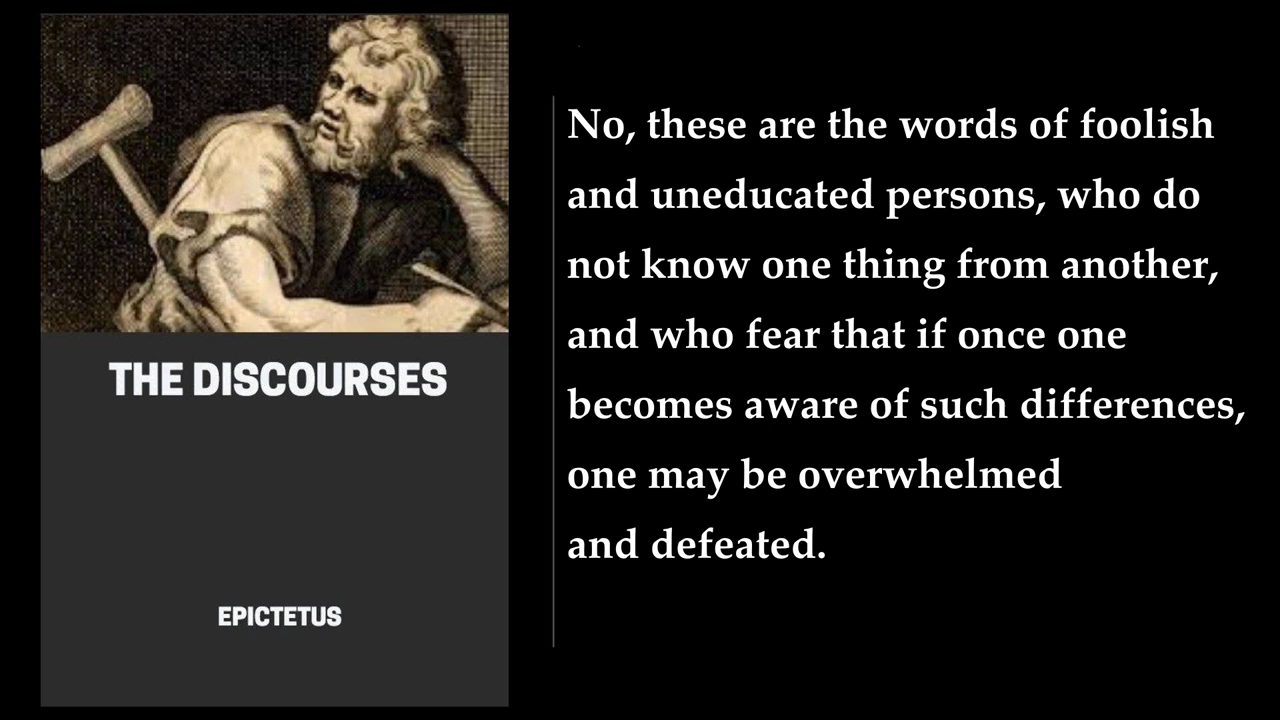 THE DISCOURSES
EPICTETUS
No, these are the words of foolish
and uneducated persons, who do
not know one thing from another,
and who fear that if once one
becomes aware of such differences,
one may be overwhelmed
and defeated.